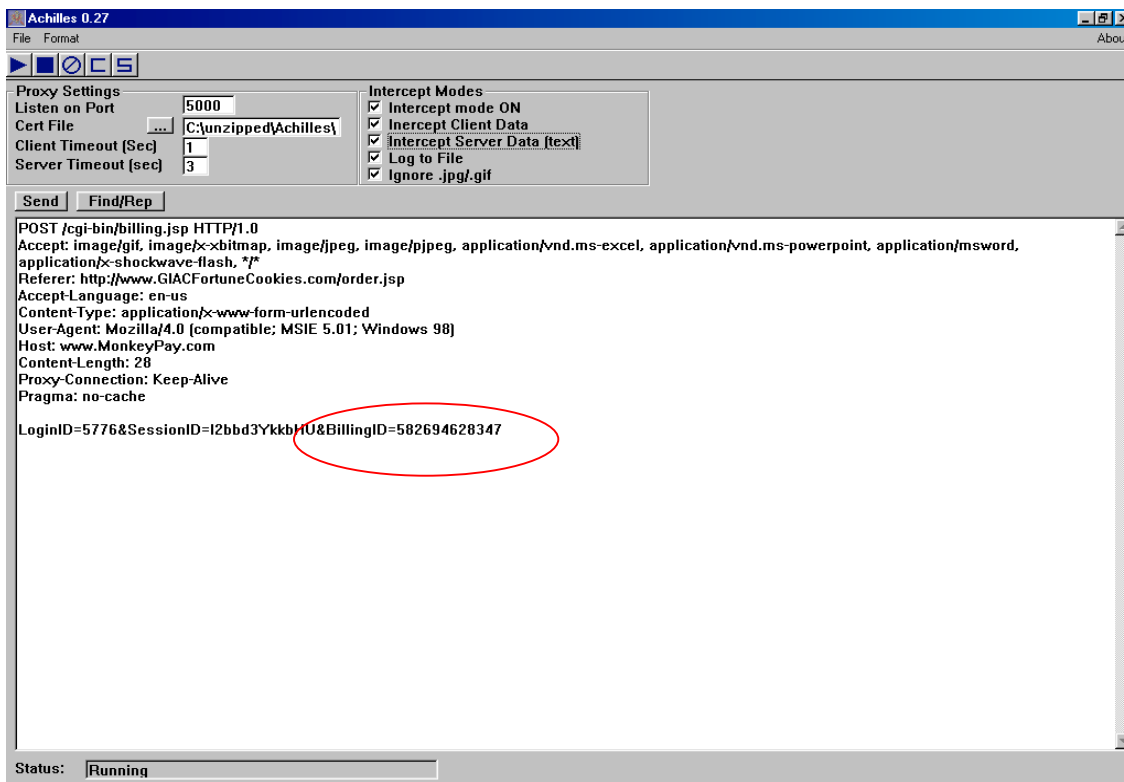 Achilles 0.27
File Format Abou
Proxy Settings
Listen on Port 5000
Cert File ... C:\unzipped\Achilles\
Client Timeout (Sec) 1
Server Timeout (sec) 3
Intercept Modes
Intercept mode ON
Inercept Client Data
Intercept Server Data (text)
Log to File
Ignore .jpg/.gif
Send Find/Rep
POST /cgi-bin/billing.jsp HTTP/1.0
Accept: image/gif, image/x-xbitmap, image/jpeg, image/pjpeg, application/vnd.ms-excel, application/vnd.ms-powerpoint, application/msword,
application/x-shockwave-flash, */*
Referer: http://www.GIACFortuneCookies.com/order.jsp
Accept-Language: en-us
Content-Type: application/x-www-form-urlencoded
User-Agent: Mozilla/4.0 (compatible; MSIE 5.01; Windows 98)
Host: www.MonkeyPay.com
Content-Length: 28
Proxy-Connection: Keep-Alive
Pragma: no-cache
LoginID=5776&SessionID=I2bbd3YkkbHU&BillingID=582694628347
Status: Running